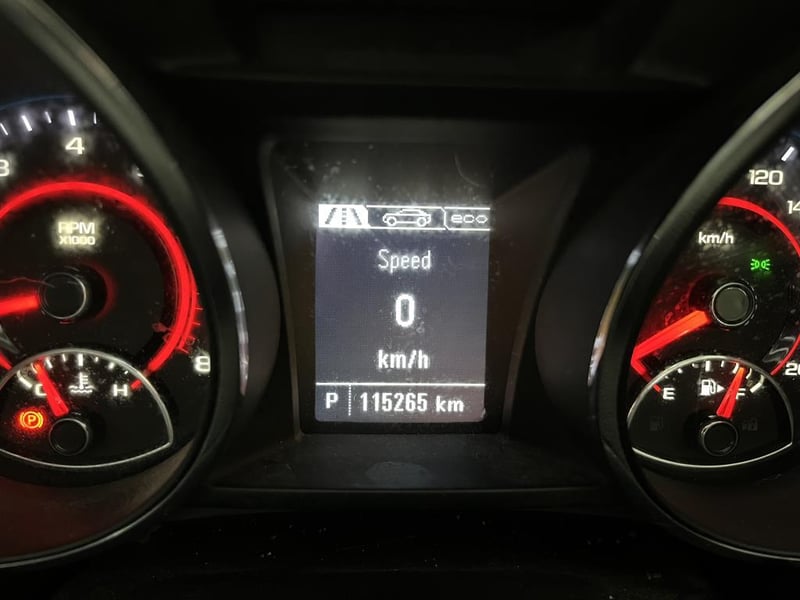 3
4
RPM
X1000
8
C
H
P
eco
Speed
0
km/h
P 115265 km
120
km/h
E
F